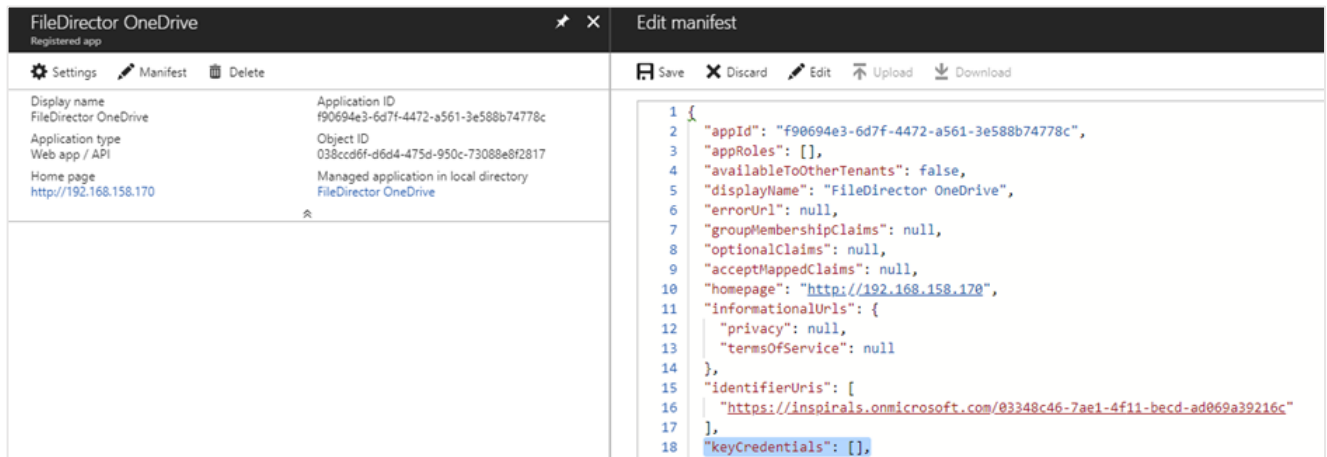 FileDirector OneDrive
Registered app
Settings Manifest Delete
Display name
FileDirector OneDrive
Application type
Web app / API
Home page
http://192.168.158.170
Application ID
f90694e3-6d7f-4472-a561-3e588b74778c
Object ID
038ccd6f-d6d4-475d-950c-73088e8f2817
Managed application in local directory
FileDirector OneDrive
Edit manifest
Save Discard Edit Upload Download
1 {
2 "appId": "f90694e3-6d7f-4472-a561-3e588b74778c",
3 "appRoles": [],
4 "availableToOtherTenants": false,
5 "displayName": "FileDirector OneDrive",
6 "errorUrl": null,
7 "groupMembershipClaims": null,
8 "optionalClaims": null,
9 "acceptMappedClaims": null,
10 "homepage": "http://192.168.158.170",
11 "informationalUrls": {
12 "privacy": null,
13 "termsOfService": null
14 },
15 "identifierUris": [
16 "https://inspirals.onmicrosoft.com/03348c46-7ae1-4f11-becd-ad069a39216c"
17 ],
18 "keyCredentials": [],